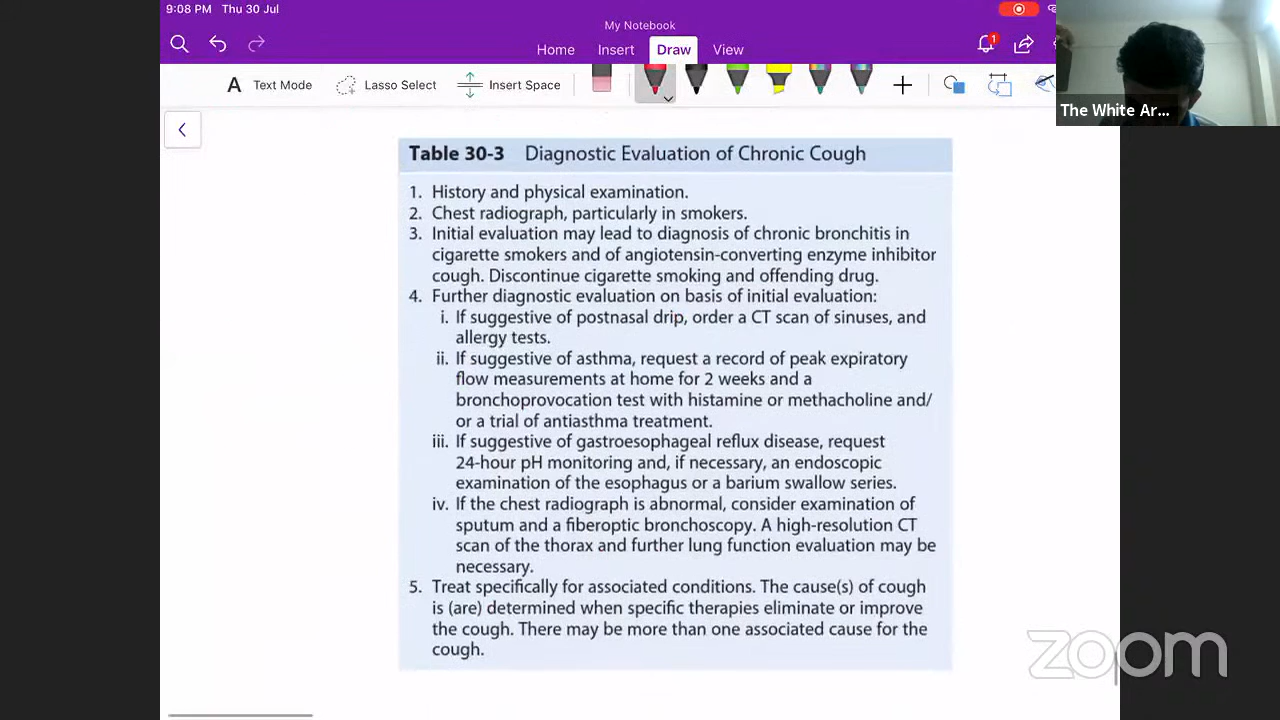 9:08 PM Thu 30 Jul
My Notebook
Home Insert Draw View
1
A Text Mode Lasso Select Insert Space
The White Ar...
Table 30-3 Diagnostic Evaluation of Chronic Cough
1. History and physical examination.
2. Chest radiograph, particularly in smokers.
3. Initial evaluation may lead to diagnosis of chronic bronchitis in
cigarette smokers and of angiotensin-converting enzyme inhibitor
cough. Discontinue cigarette smoking and offending drug.
4. Further diagnostic evaluation on basis of initial evaluation:
i. If suggestive of postnasal drip, order a CT scan of sinuses, and
allergy tests.
ii. If suggestive of asthma, request a record of peak expiratory
flow measurements at home for 2 weeks and a
bronchoprovocation test with histamine or methacholine and/
or a trial of antiasthma treatment.
iii. If suggestive of gastroesophageal reflux disease, request
24-hour pH monitoring and, if necessary, an endoscopic
examination of the esophagus or a barium swallow series.
iv. If the chest radiograph is abnormal, consider examination of
sputum and a fiberoptic bronchoscopy. A high-resolution CT
scan of the thorax and further lung function evaluation may be
necessary.
5. Treat specifically for associated conditions. The cause(s) of cough
is (are) determined when specific therapies eliminate or improve
the cough. There may be more than one associated cause for the
cough.
zoom